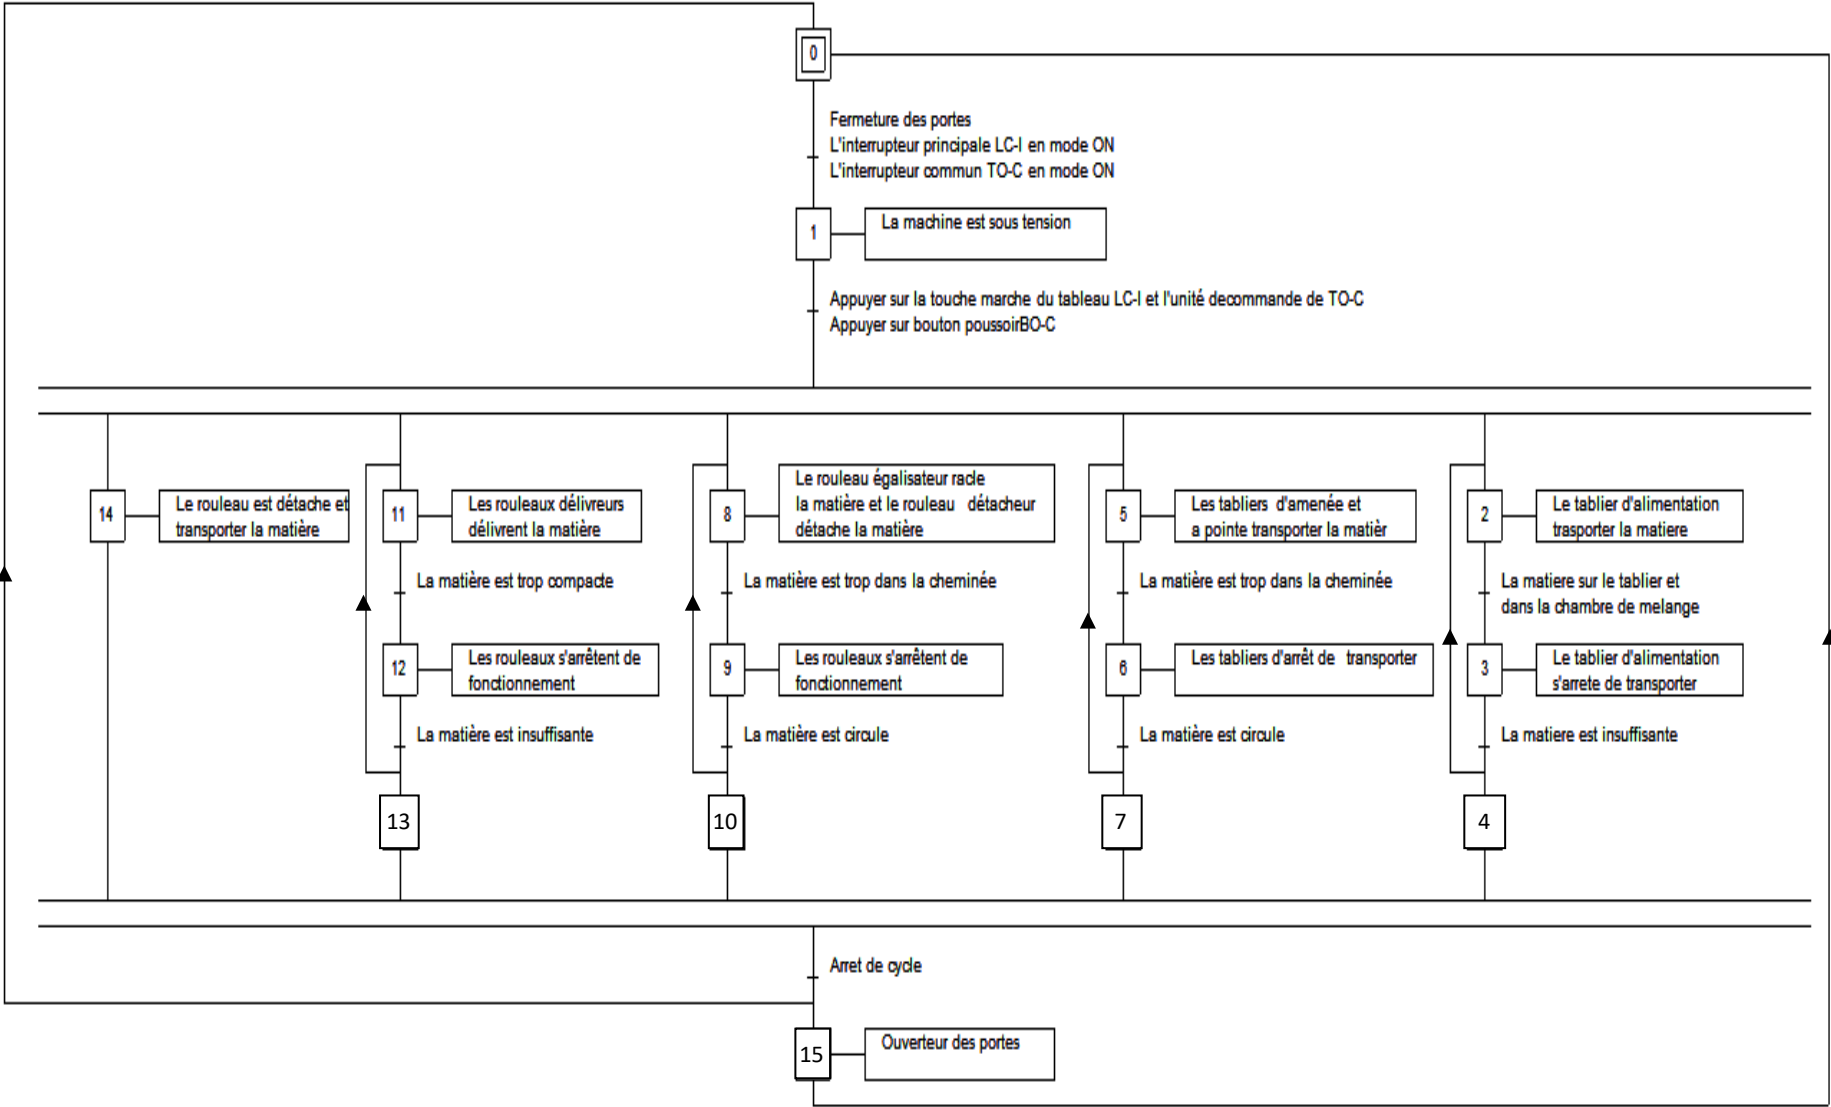 0
Fermeture des portes
L'interrupteur principale LC-I en mode ON
L'interrupteur commun TO-C en mode ON
1
La machine est sous tension
Appuyer sur la touche marche du tableau LC-I et l'unité decommande de TO-C
Appuyer sur bouton poussoirBO-C
14
Le rouleau est détache et
transporter la matière
11
Les rouleaux délivreurs
délivrent la matière
8
Le rouleau égalisateur racle
la matière et le rouleau détacheur
détache la matière
5
Les tabliers d'amenée et
a pointe transporter la matièr
2
Le tablier d'alimentation
trasporter la matiere
La matière est trop compacte
La matière est trop dans la cheminée
La matière est trop dans la cheminée
La matiere sur le tablier et
dans la chambre de melange
12
Les rouleaux s'arrêtent de
fonctionnement
9
Les rouleaux s'arrêtent de
fonctionnement
6
Les tabliers d'arrêt de transporter
3
Le tablier d'alimentation
s'arrete de transporter
La matière est insuffisante
La matière est circule
La matière est circule
La matiere est insuffisante
13
10
7
4
Arret de cycle
15
Ouverteur des portes